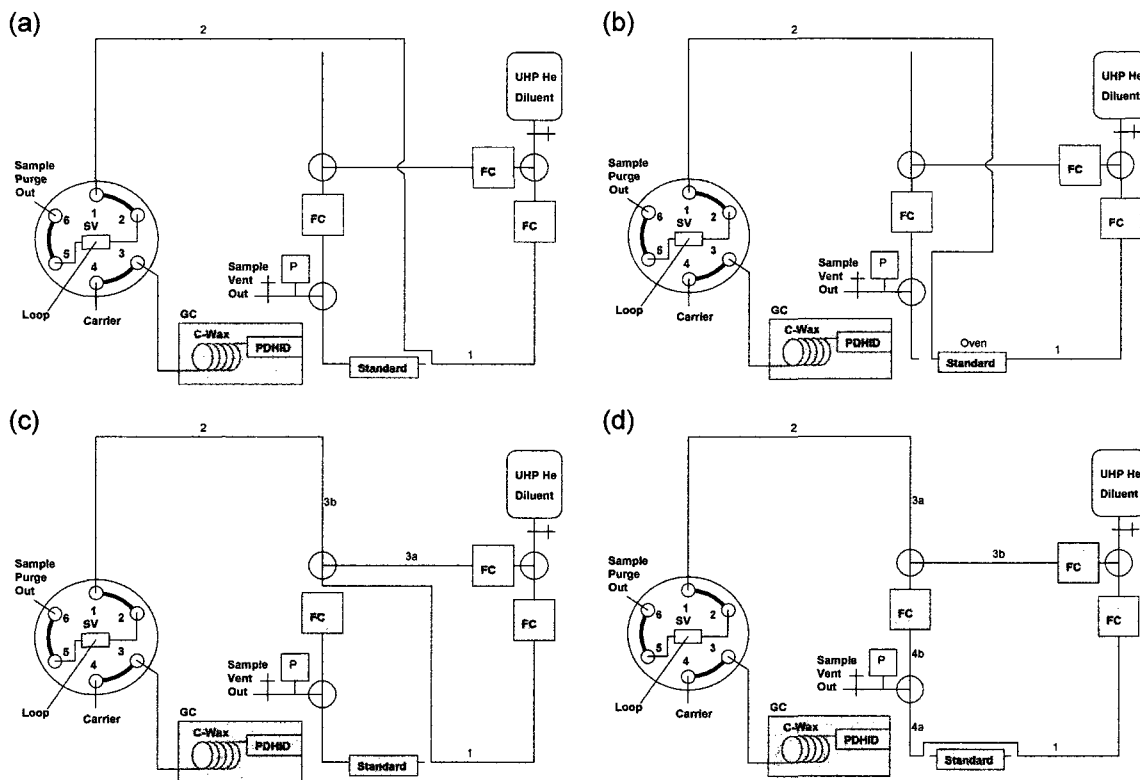 (a)
2
UHP He
Diluent
FC
Sample
Purge
Out
6
1
SV
2
5
3
4
FC
FC
Sample
Vent
Out
P
Loop
Carrier
GC
C-Wax
PDHID
1
Standard
(b)
2
UHP He
Diluent
FC
Sample
Purge
Out
6
1
SV
2
5
3
4
FC
FC
Sample
Vent
Out
P
Loop
Carrier
GC
C-Wax
PDHID
Oven
1
Standard
(c)
2
UHP He
Diluent
3b
3a
FC
Sample
Purge
Out
6
1
SV
2
5
3
4
FC
FC
Sample
Vent
Out
P
Loop
Carrier
GC
C-Wax
PDHID
1
Standard
(d)
2
UHP He
Diluent
3a
3b
FC
Sample
Purge
Out
6
1
SV
2
5
3
4
FC
FC
4b
Sample
Vent
Out
P
Loop
Carrier
4a
GC
C-Wax
PDHID
1
Standard